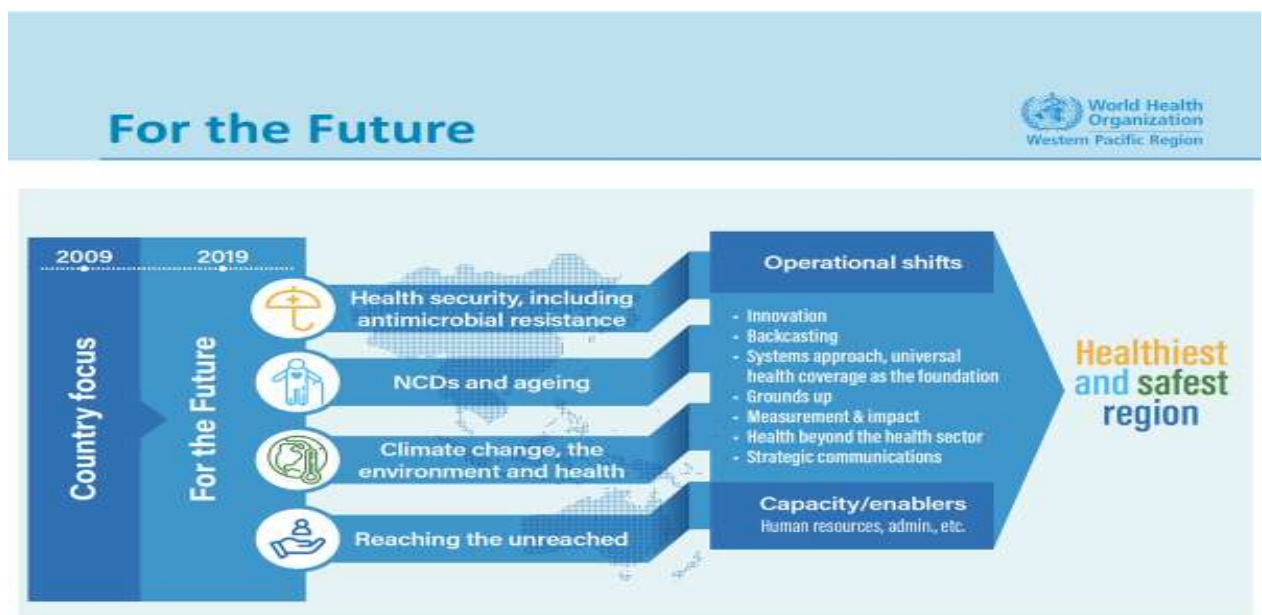 For the Future
World Health
Organization
Western Pacific Region
2009
2019
Country focus
For the Future
Health security, including
antimicrobial resistance
NCDs and ageing
Climate change, the
environment and health
Reaching the unreached
Operational shifts
- Innovation
- Backcasting
- Systems approach, universal
health coverage as the foundation
- Grounds up
- Measurement & impact
- Health beyond the health sector
- Strategic communications
Capacity/enablers
Human resources, admin., etc.
Healthiest
and safest
region